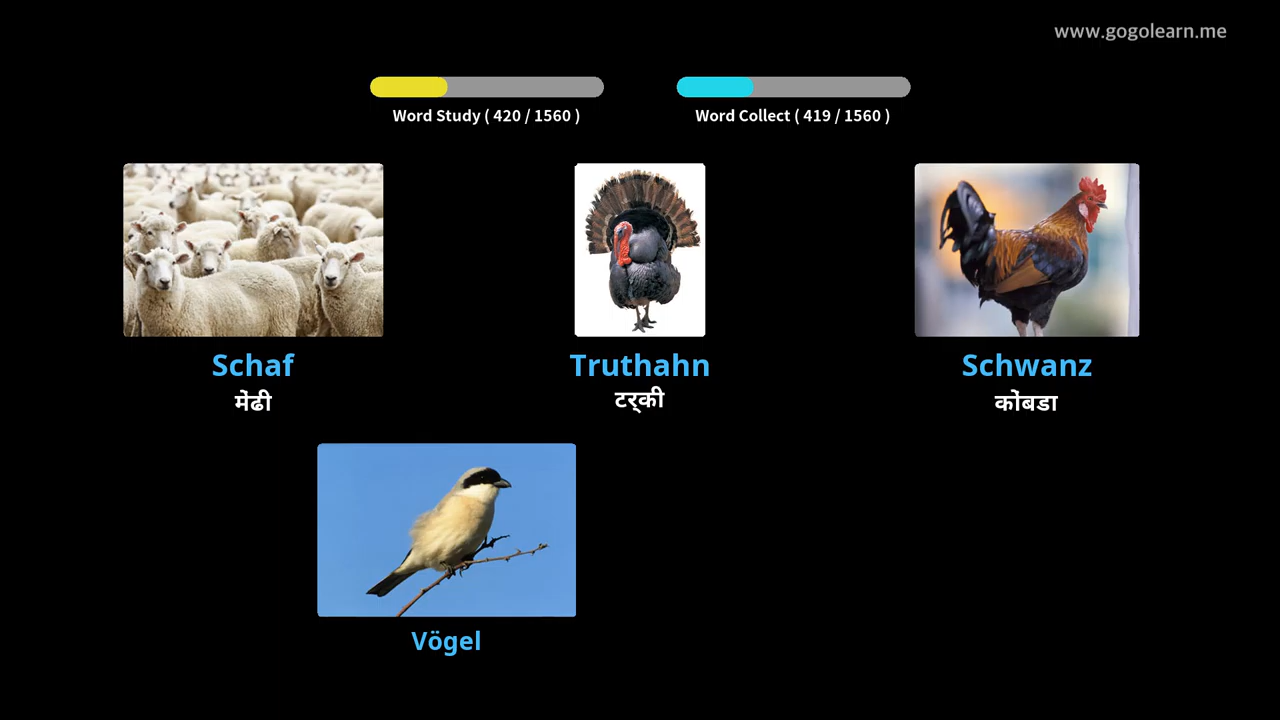 www.gogolearn.me
Word Study ( 420 / 1560 )
Word Collect ( 419 / 1560 )
Schaf
Truthahn
Schwanz
मेंढी
टर्की
कोंबडा
Vögel